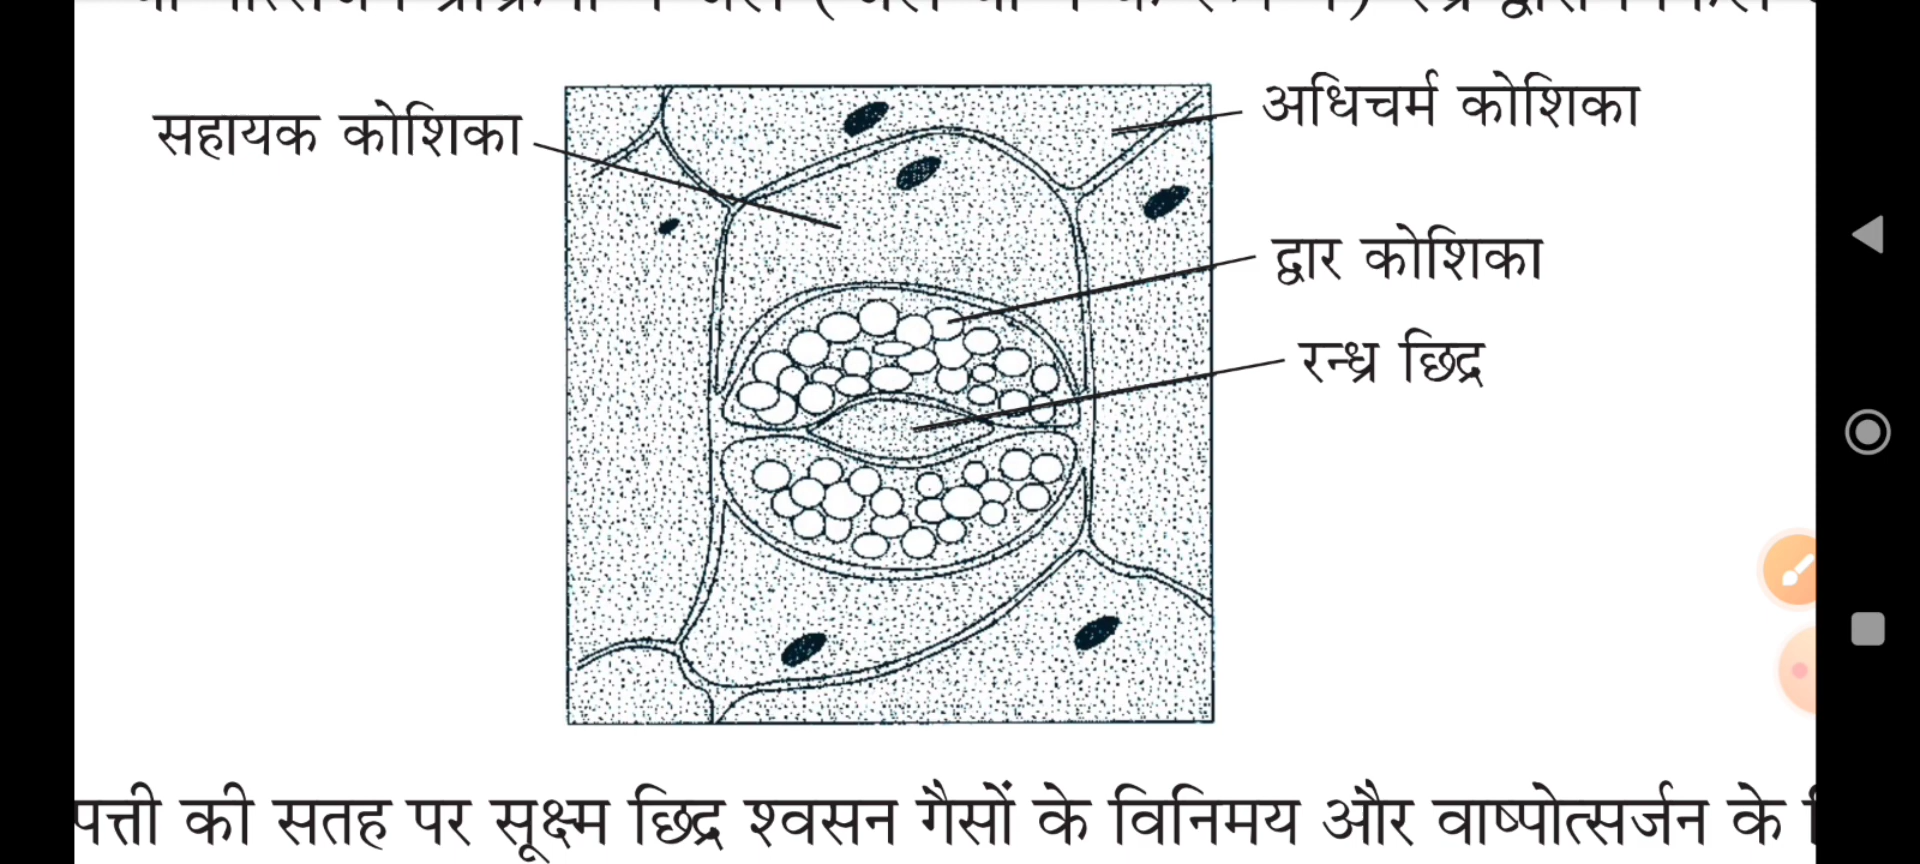 सहायक कोशिका
अधिचर्म कोशिका
द्वार कोशिका
रन्ध्र छिद्र
पत्ती की सतह पर सूक्ष्म छिद्र श्वसन गैसों के विनिमय और वाष्पोत्सर्जन के